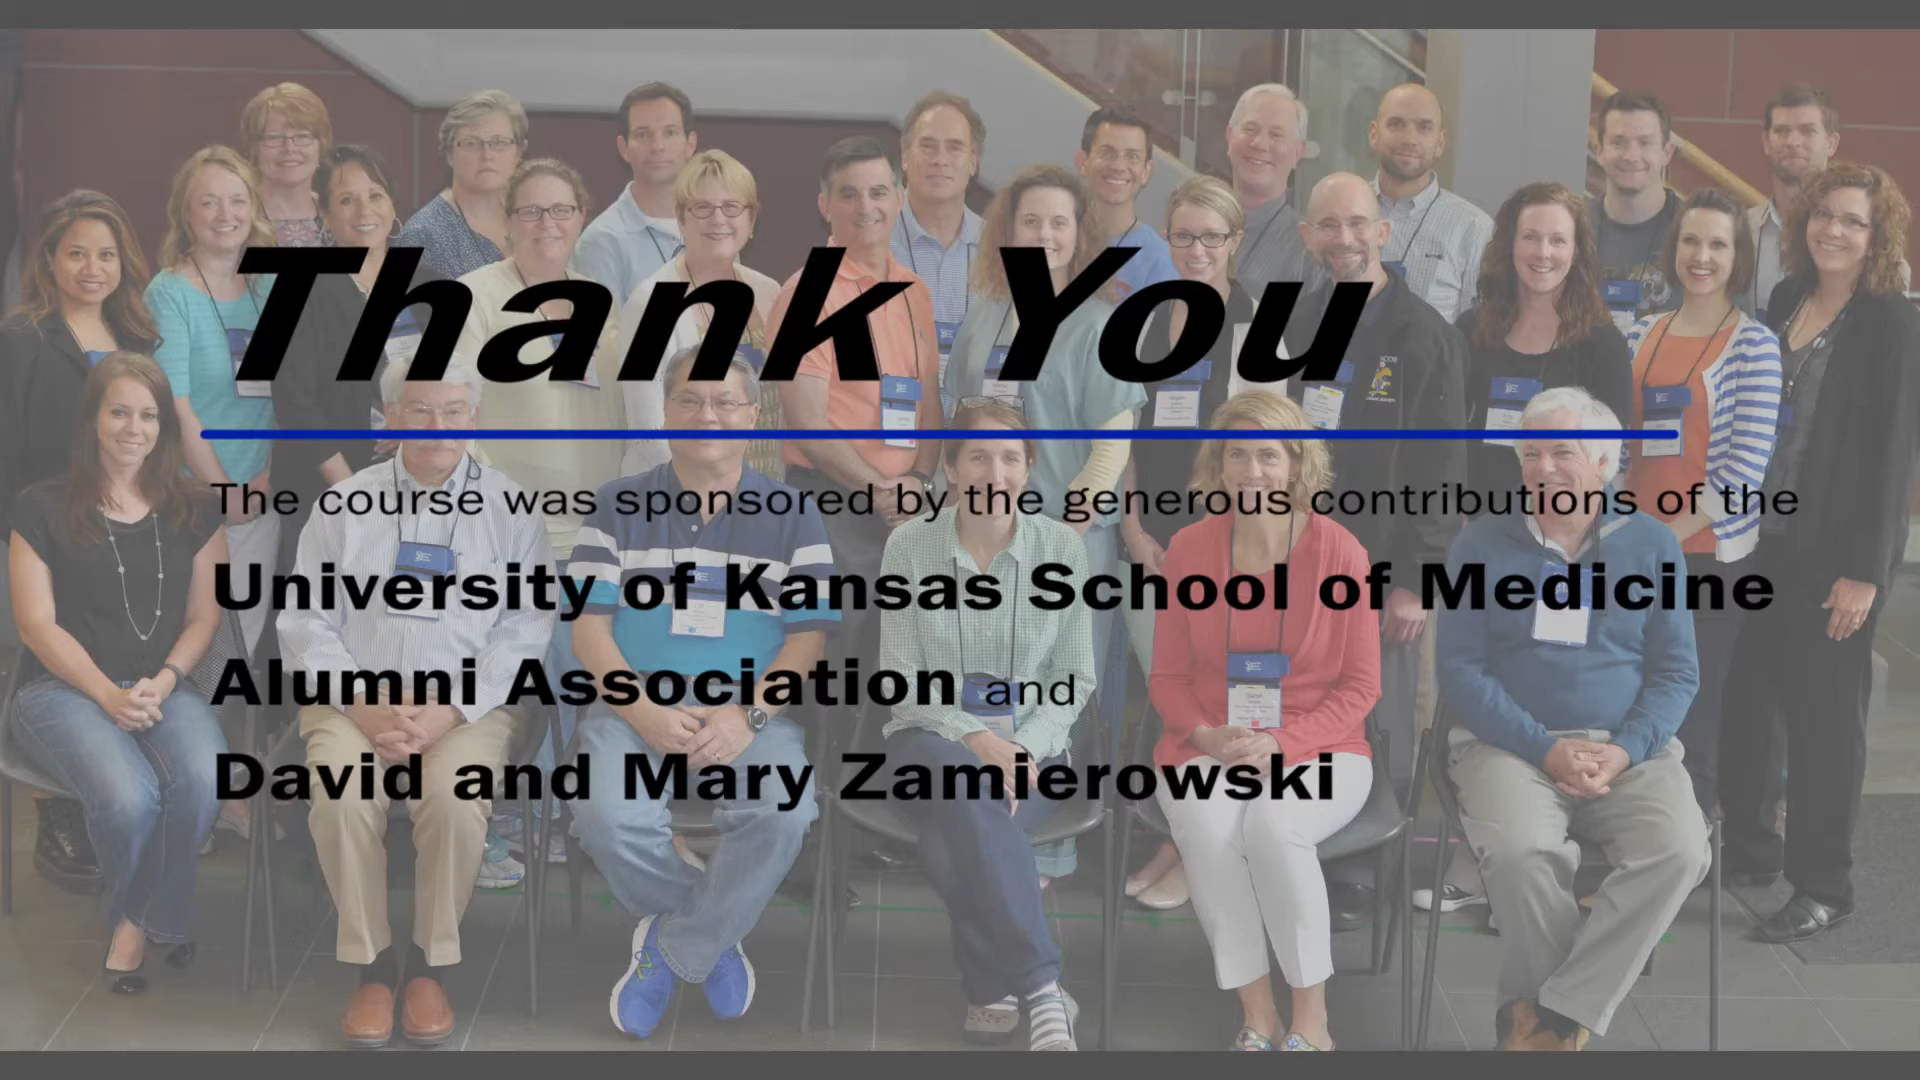 Thank You
The course was sponsored by the generous contributions of the
University of Kansas School of Medicine
Alumni Association and
David and Mary Zamierowski